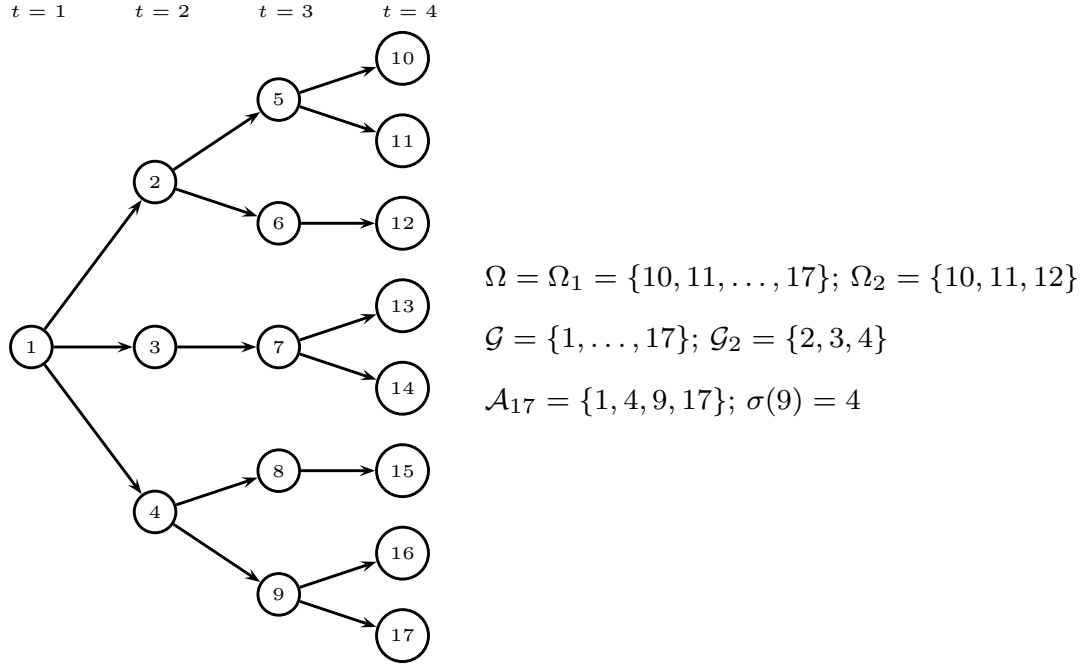 t = 1 t = 2 t = 3 t = 4
10
5
11
2
6 12
13
1 3 7
14
8 15
4
16
9
17
Ω = Ω₁ = {10, 11, . . . , 17}; Ω₂ = {10, 11, 12}
𝒢 = {1, . . . , 17}; 𝒢₂ = {2, 3, 4}
𝒜₁₇ = {1, 4, 9, 17}; σ(9) = 4